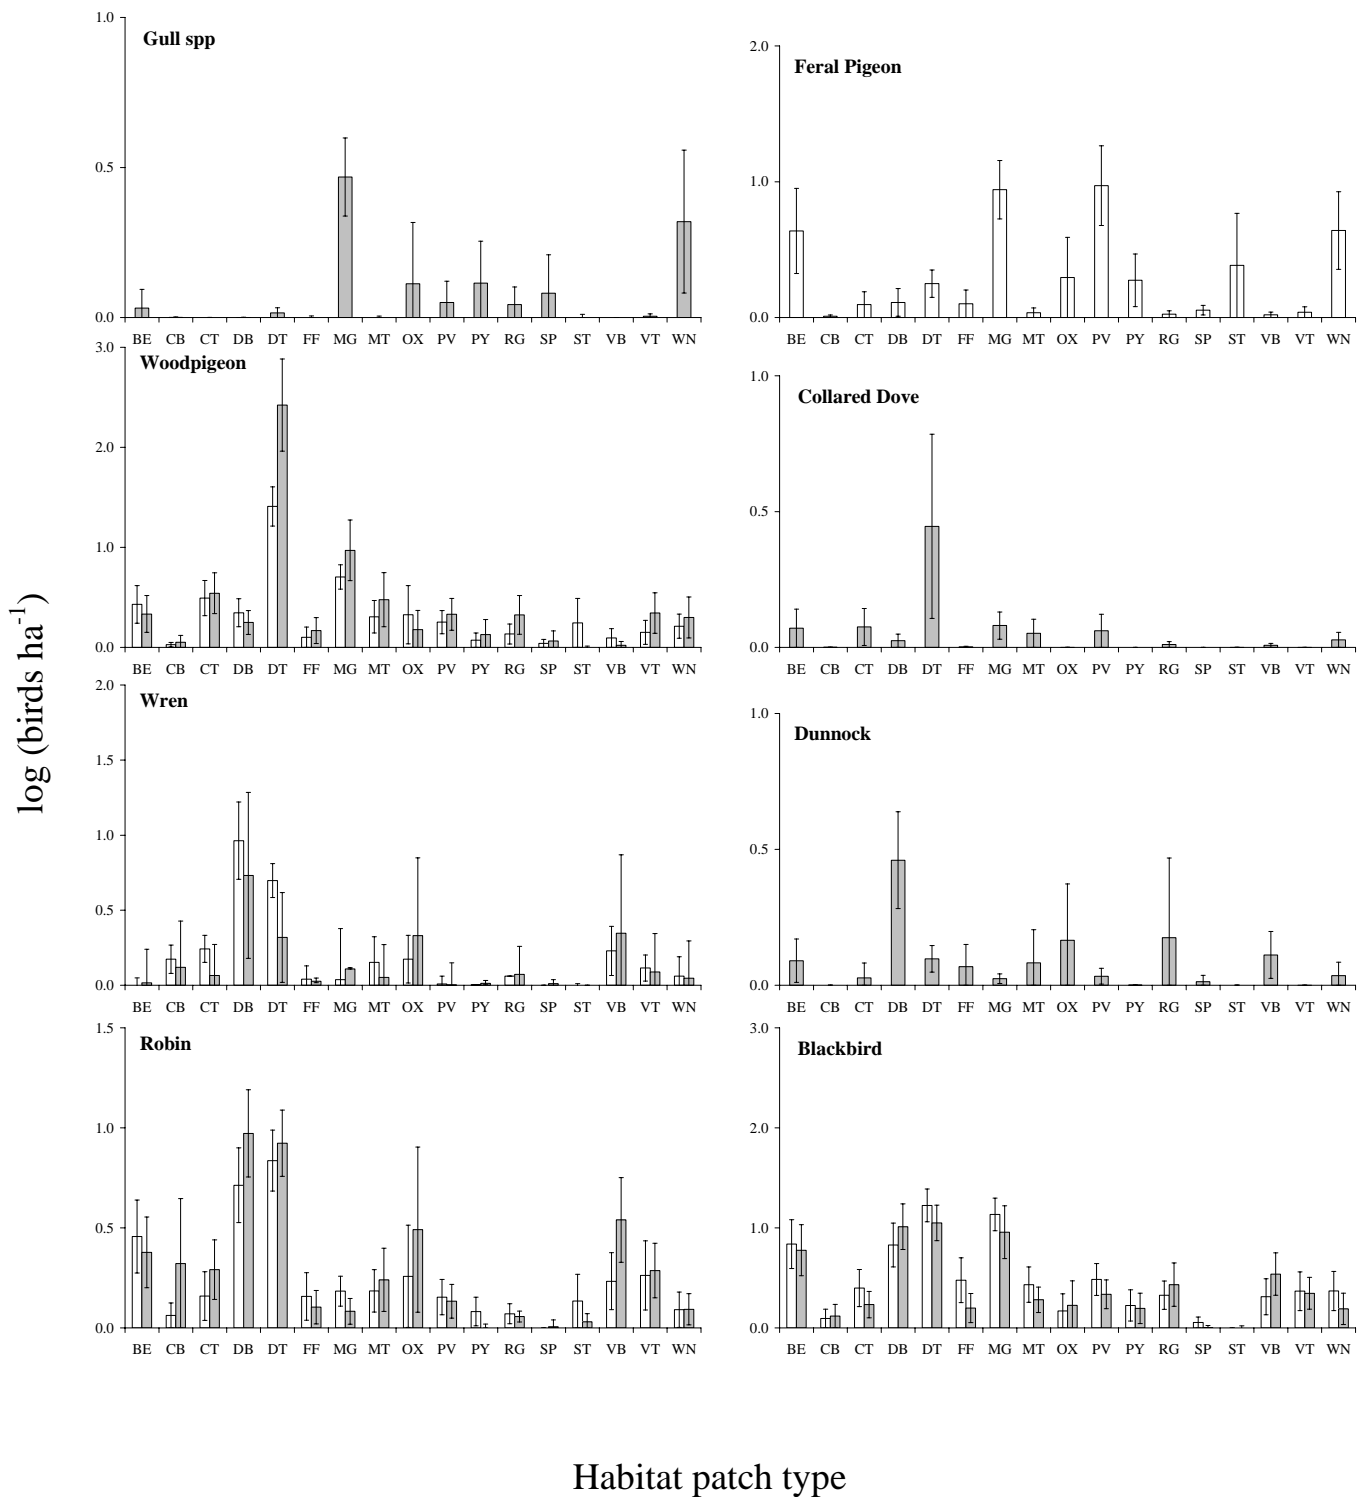 Gull spp
1.0
0.5
0.0
BE CB CT DB DT FF MG MT OX PV PY RG SP ST VB VT WN
Feral Pigeon
2.0
1.0
0.0
BE CB CT DB DT FF MG MT OX PV PY RG SP ST VB VT WN
Woodpigeon
3.0
2.0
1.0
0.0
BE CB CT DB DT FF MG MT OX PV PY RG SP ST VB VT WN
Collared Dove
1.0
0.5
0.0
BE CB CT DB DT FF MG MT OX PV PY RG SP ST VB VT WN
Wren
2.0
1.5
1.0
0.5
0.0
BE CB CT DB DT FF MG MT OX PV PY RG SP ST VB VT WN
Dunnock
1.0
0.5
0.0
BE CB CT DB DT FF MG MT OX PV PY RG SP ST VB VT WN
Robin
1.5
1.0
0.5
0.0
BE CB CT DB DT FF MG MT OX PV PY RG SP ST VB VT WN
Blackbird
3.0
2.0
1.0
0.0
BE CB CT DB DT FF MG MT OX PV PY RG SP ST VB VT WN
log (birds ha⁻¹)
Habitat patch type